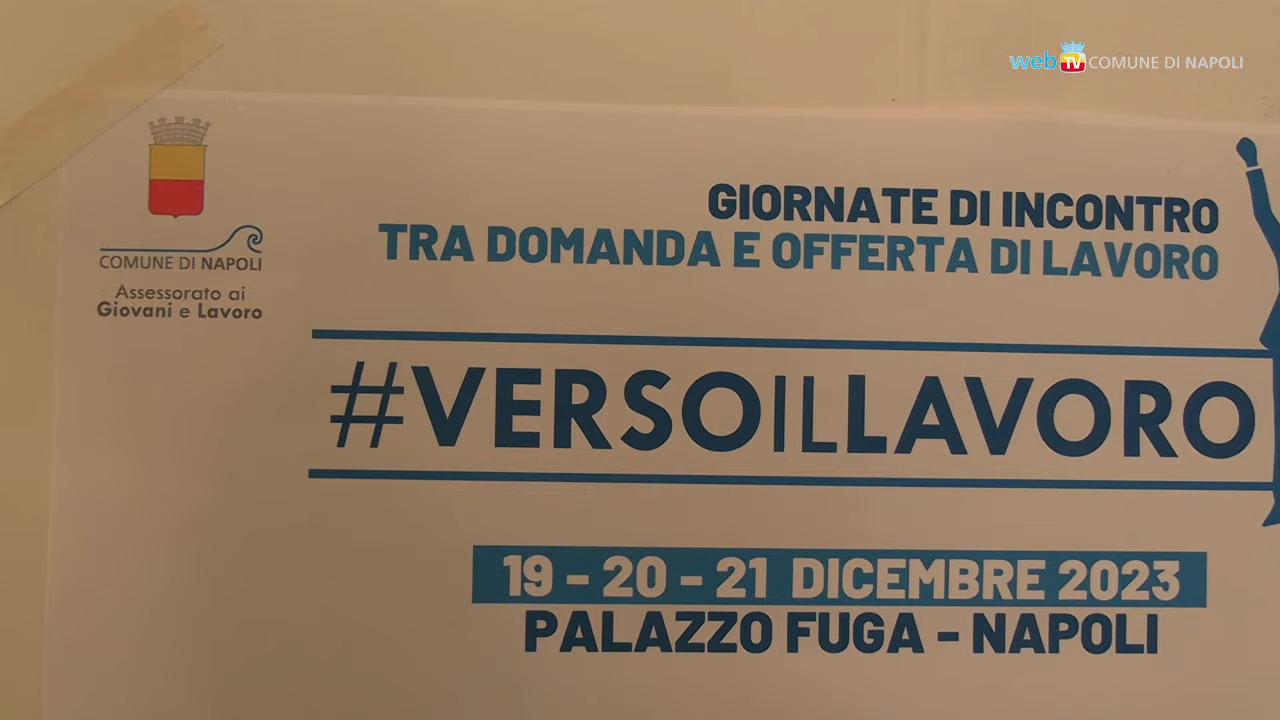 web TV COMUNE DI NAPOLI
COMUNE DI NAPOLI
Assessorato ai
Giovani e Lavoro
GIORNATE DI INCONTRO
TRA DOMANDA E OFFERTA DI LAVORO
#VERSOILLAVORO
19 - 20 - 21 DICEMBRE 2023
PALAZZO FUGA - NAPOLI